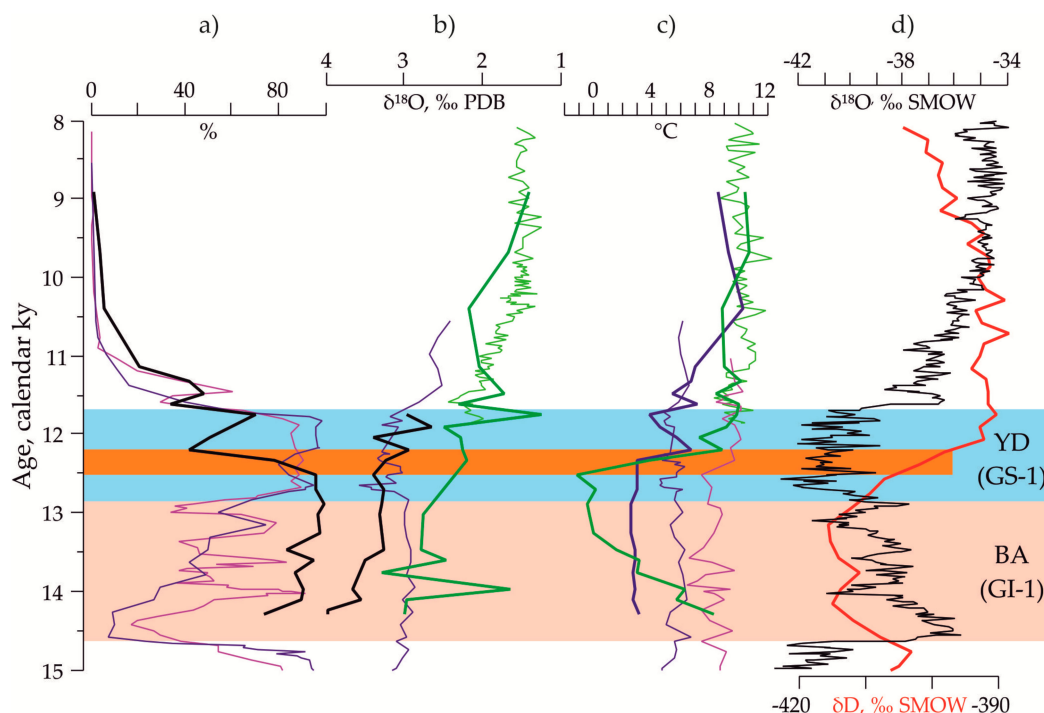 a) b) c) d)
-42 -38 -34
0 40 80 4 3 2 1 0 4 8 12
% δ¹⁸O, ‰ PDB °C δ¹⁸O, ‰ SMOW
Age, calendar ky
8
9
10
11
12
13
14
15
YD
(GS-1)
BA
(GI-1)
-420 δD, ‰ SMOW -390